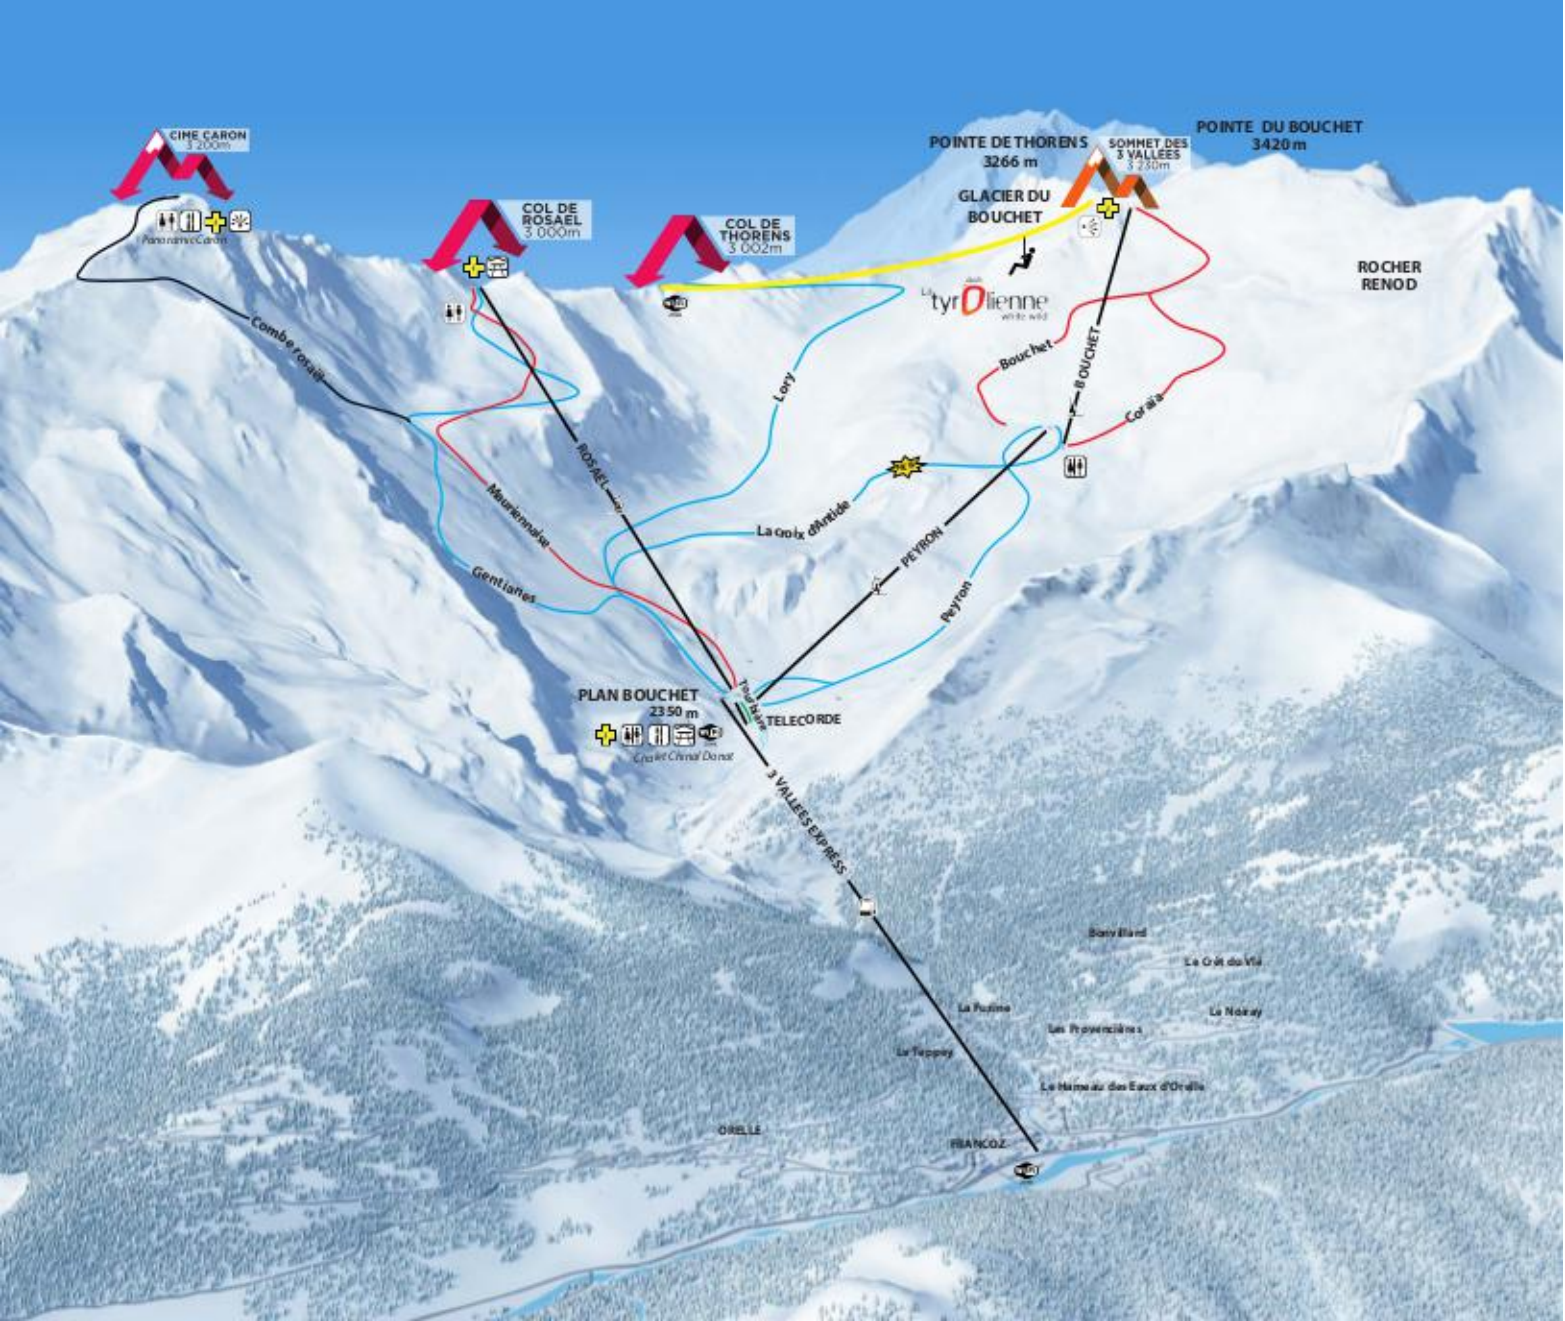 CIME CARON
3 200m
Panoramic Caron
COL DE
ROSAEL
3 000m
COL DE
THORENS
3 002m
POINTE DE THORENS
3266 m
SOMMET DES
3 VALLÉES
3 230m
POINTE DU BOUCHET
3420 m
GLACIER DU
BOUCHET
La
tyrOlienne
ROCHER
RENOD
Combe rosaël
Lory
Bouchet
BOUCHET
Coraïa
ROSAEL
Mauriennaise
La croix d'Antide
PEYRON
Gentianes
Peyron
PLAN BOUCHET
2350 m
Tourbière
TELECORDE
Chalet Chinal Donat
3 VALLEES EXPRESS
Bonvillard
Le Crêt du Vlé
La Fusine
Le Noiray
Les Provencières
Le Teppey
Le Hameau des Eaux d'Orelle
ORELLE
FRANCOZ